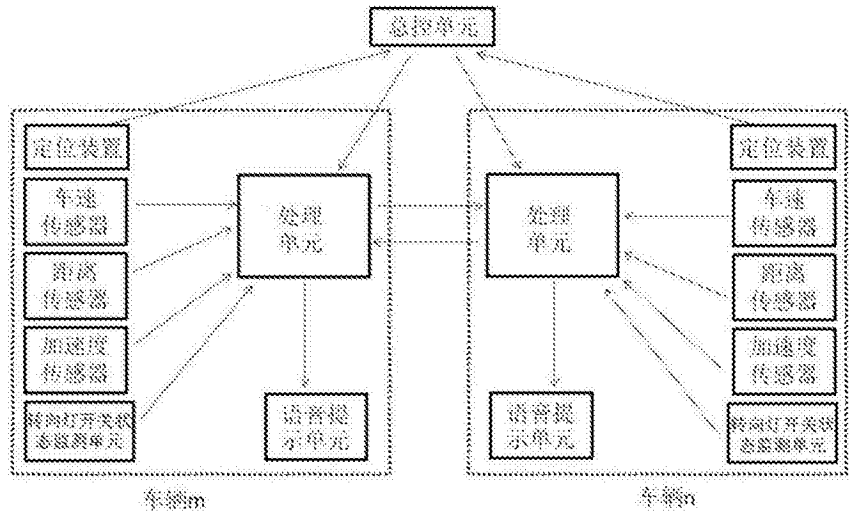 总控单元
定位装置
车速
传感器
距离
传感器
加速度
传感器
转向灯开关状
态监测单元
处理
单元
语音提
示单元
车辆m
处理
单元
语音提
示单元
定位装置
车速
传感器
距离
传感器
加速度
传感器
转向灯开关状
态监测单元
车辆n